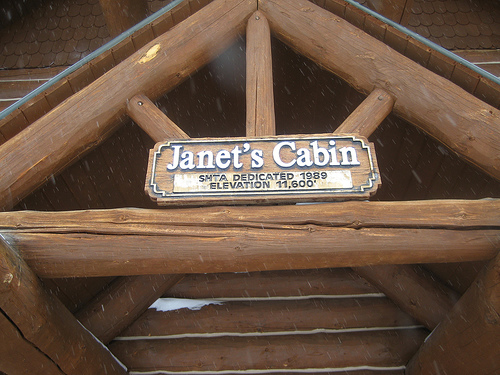 Janet's Cabin
SHTA DEDICATED 1989
ELEVATION 11,600'